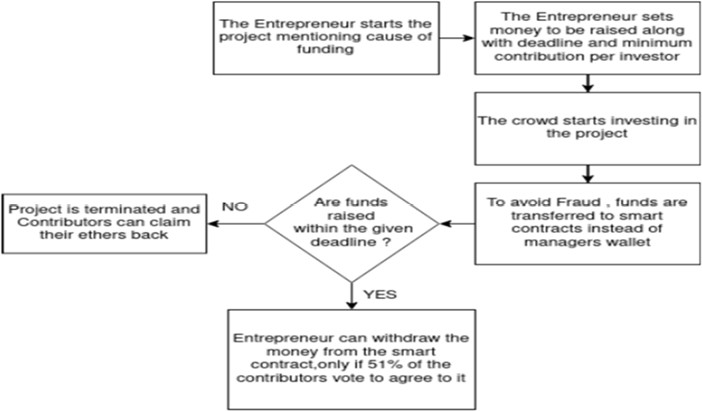 The Entrepreneur starts the
project mentioning cause of
funding
The Entrepreneur sets
money to be raised along
with deadline and minimum
contribution per investor
The crowd starts investing in
the project
To avoid Fraud , funds are
transferred to smart
contracts instead of
managers wallet
Are funds
raised
within the given
deadline ?
NO
Project is terminated and
Contributors can claim
their ethers back
YES
Entrepreneur can withdraw the
money from the smart
contract,only if 51% of the
contributors vote to agree to it